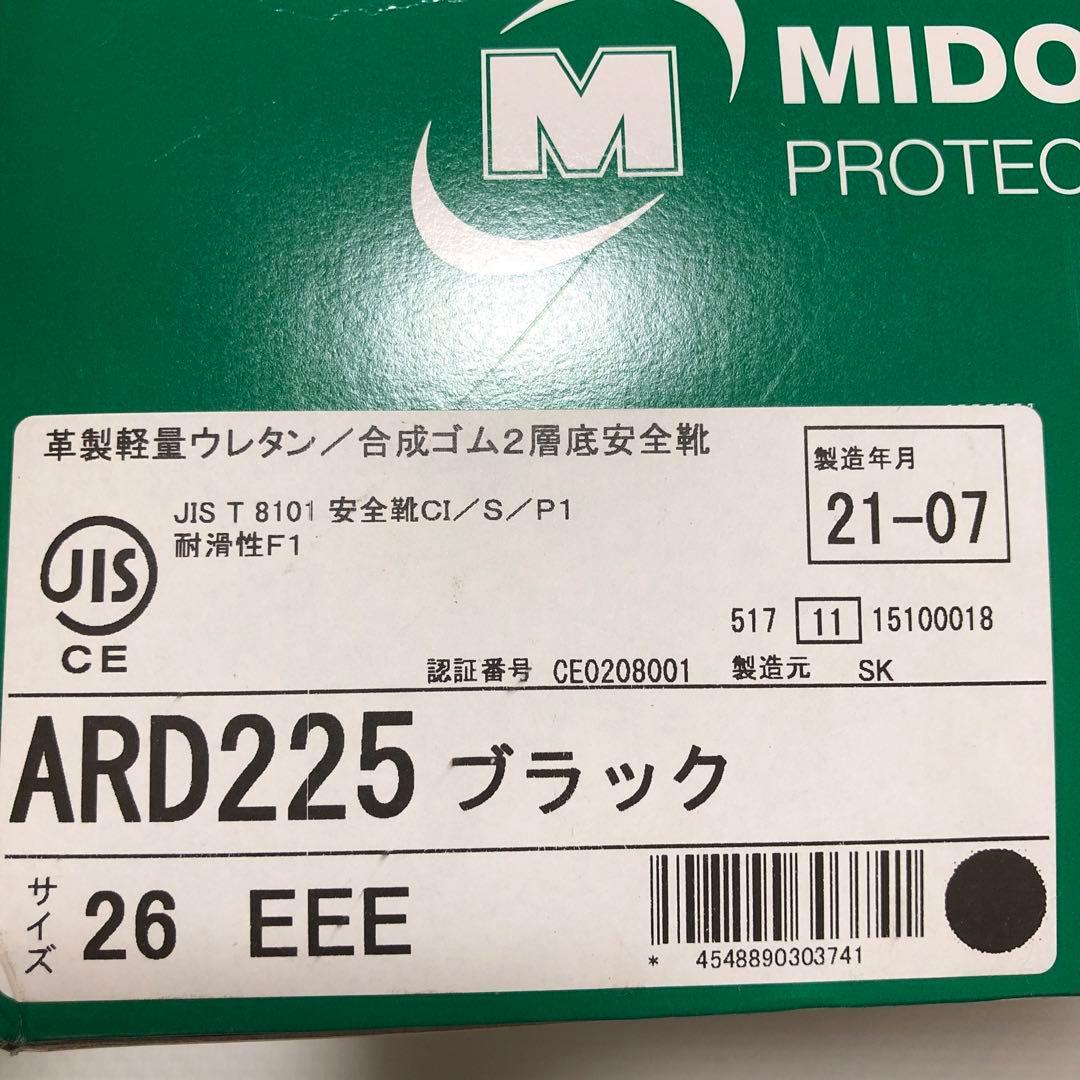 M
MIDO
PROTEC
革製軽量ウレタン／合成ゴム2層底安全靴
製造年月
21-07
JIS T 8101 安全靴CI／S／P1
耐滑性F1
JIS
CE
517 11 15100018
認証番号 CE0208001 製造元 SK
ARD225 ブラック
サイズ 26 EEE
* 4548890303741